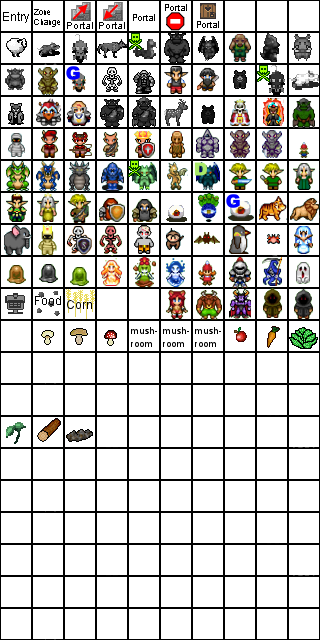 Entry
Zone
Change
Portal
Portal
Portal
Portal
Portal
G
D
G
Food
Corn
mush-
room
mush-
room
mush-
room